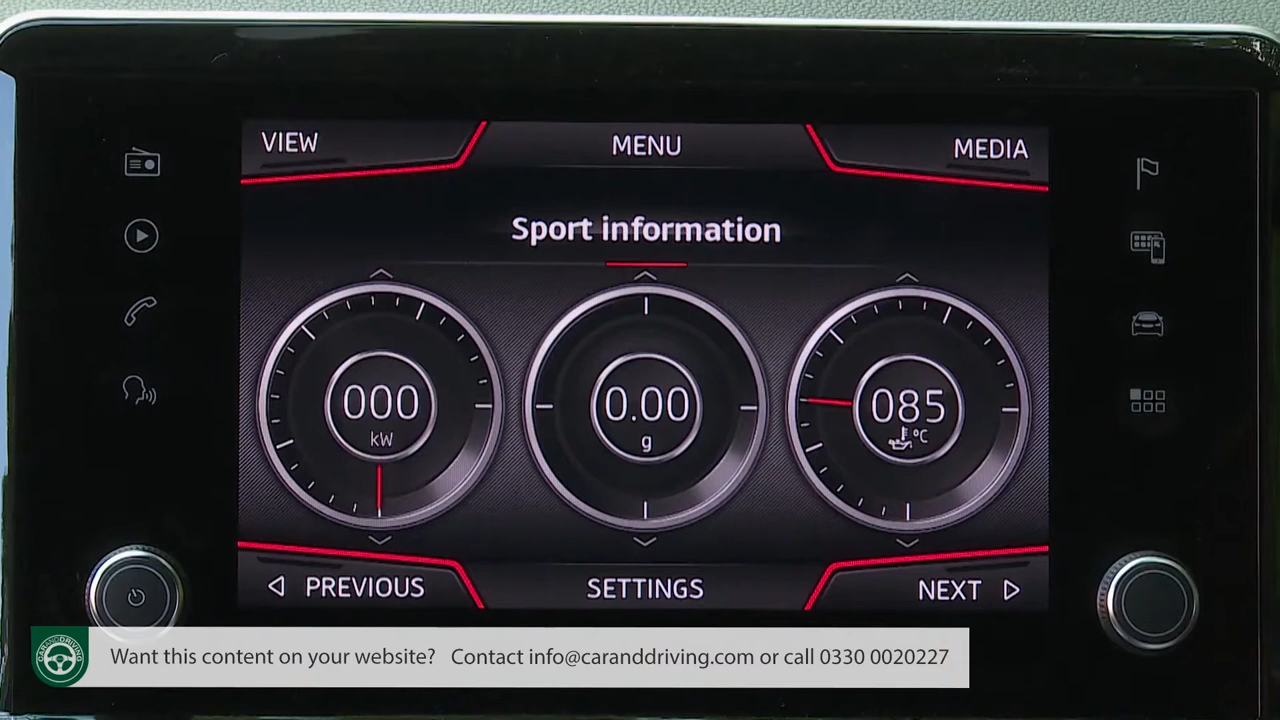 VIEW
MENU
MEDIA
Sport information
000
kW
0.00
g
085
°C
PREVIOUS
SETTINGS
NEXT
CARANDDRIVING
Want this content on your website? Contact info@caranddriving.com or call 0330 0020227